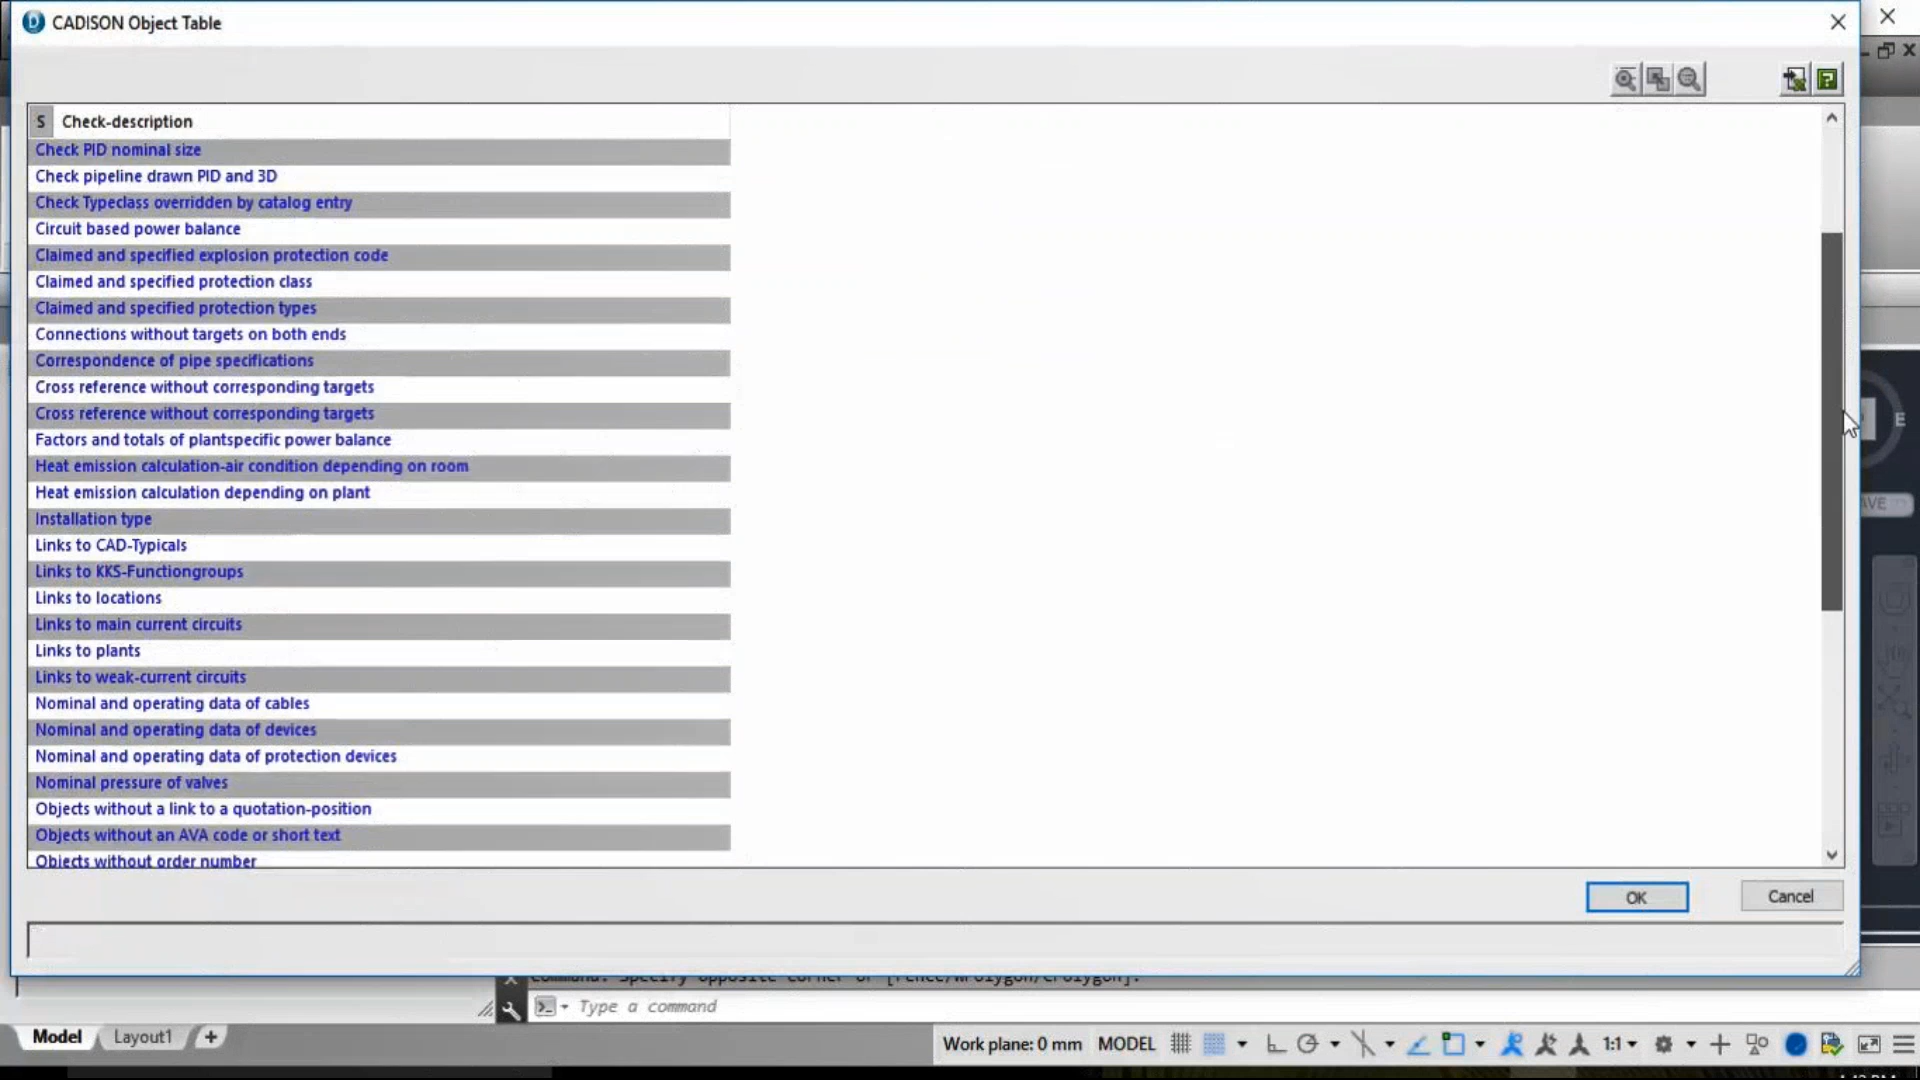 CADISON Object Table
S Check-description
Check PID nominal size
Check pipeline drawn PID and 3D
Check Typeclass overridden by catalog entry
Circuit based power balance
Claimed and specified explosion protection code
Claimed and specified protection class
Claimed and specified protection types
Connections without targets on both ends
Correspondence of pipe specifications
Cross reference without corresponding targets
Cross reference without corresponding targets
E
Factors and totals of plantspecific power balance
Heat emission calculation-air condition depending on room
Heat emission calculation depending on plant
Installation type
Links to CAD-Typicals
Links to KKS-Functiongroups
Links to locations
Links to main current circuits
Links to plants
Links to weak-current circuits
Nominal and operating data of cables
Nominal and operating data of devices
Nominal and operating data of protection devices
Nominal pressure of valves
Objects without a link to a quotation-position
Objects without an AVA code or short text
Objects without order number
OK Cancel
Command: Specify opposite corner or [Fence/WPolygon/CPolygon]:
Type a command
Model Layout1 +
Work plane: 0 mm MODEL 1:1